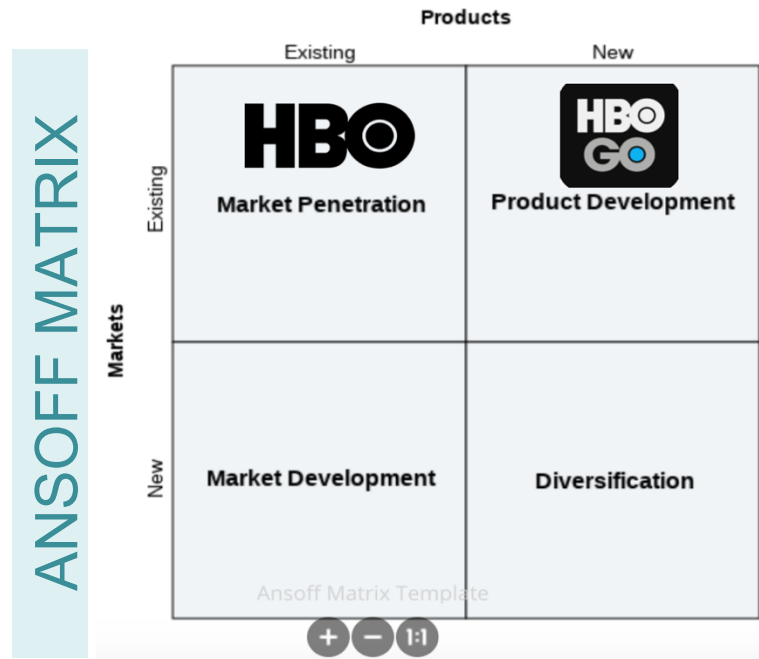 ANSOFF MATRIX
Products
Existing
New
Markets
Existing
HBO
Market Penetration
HBO
GO
Product Development
New
Market Development
Diversification
Ansoff Matrix Template
+ − 1:1